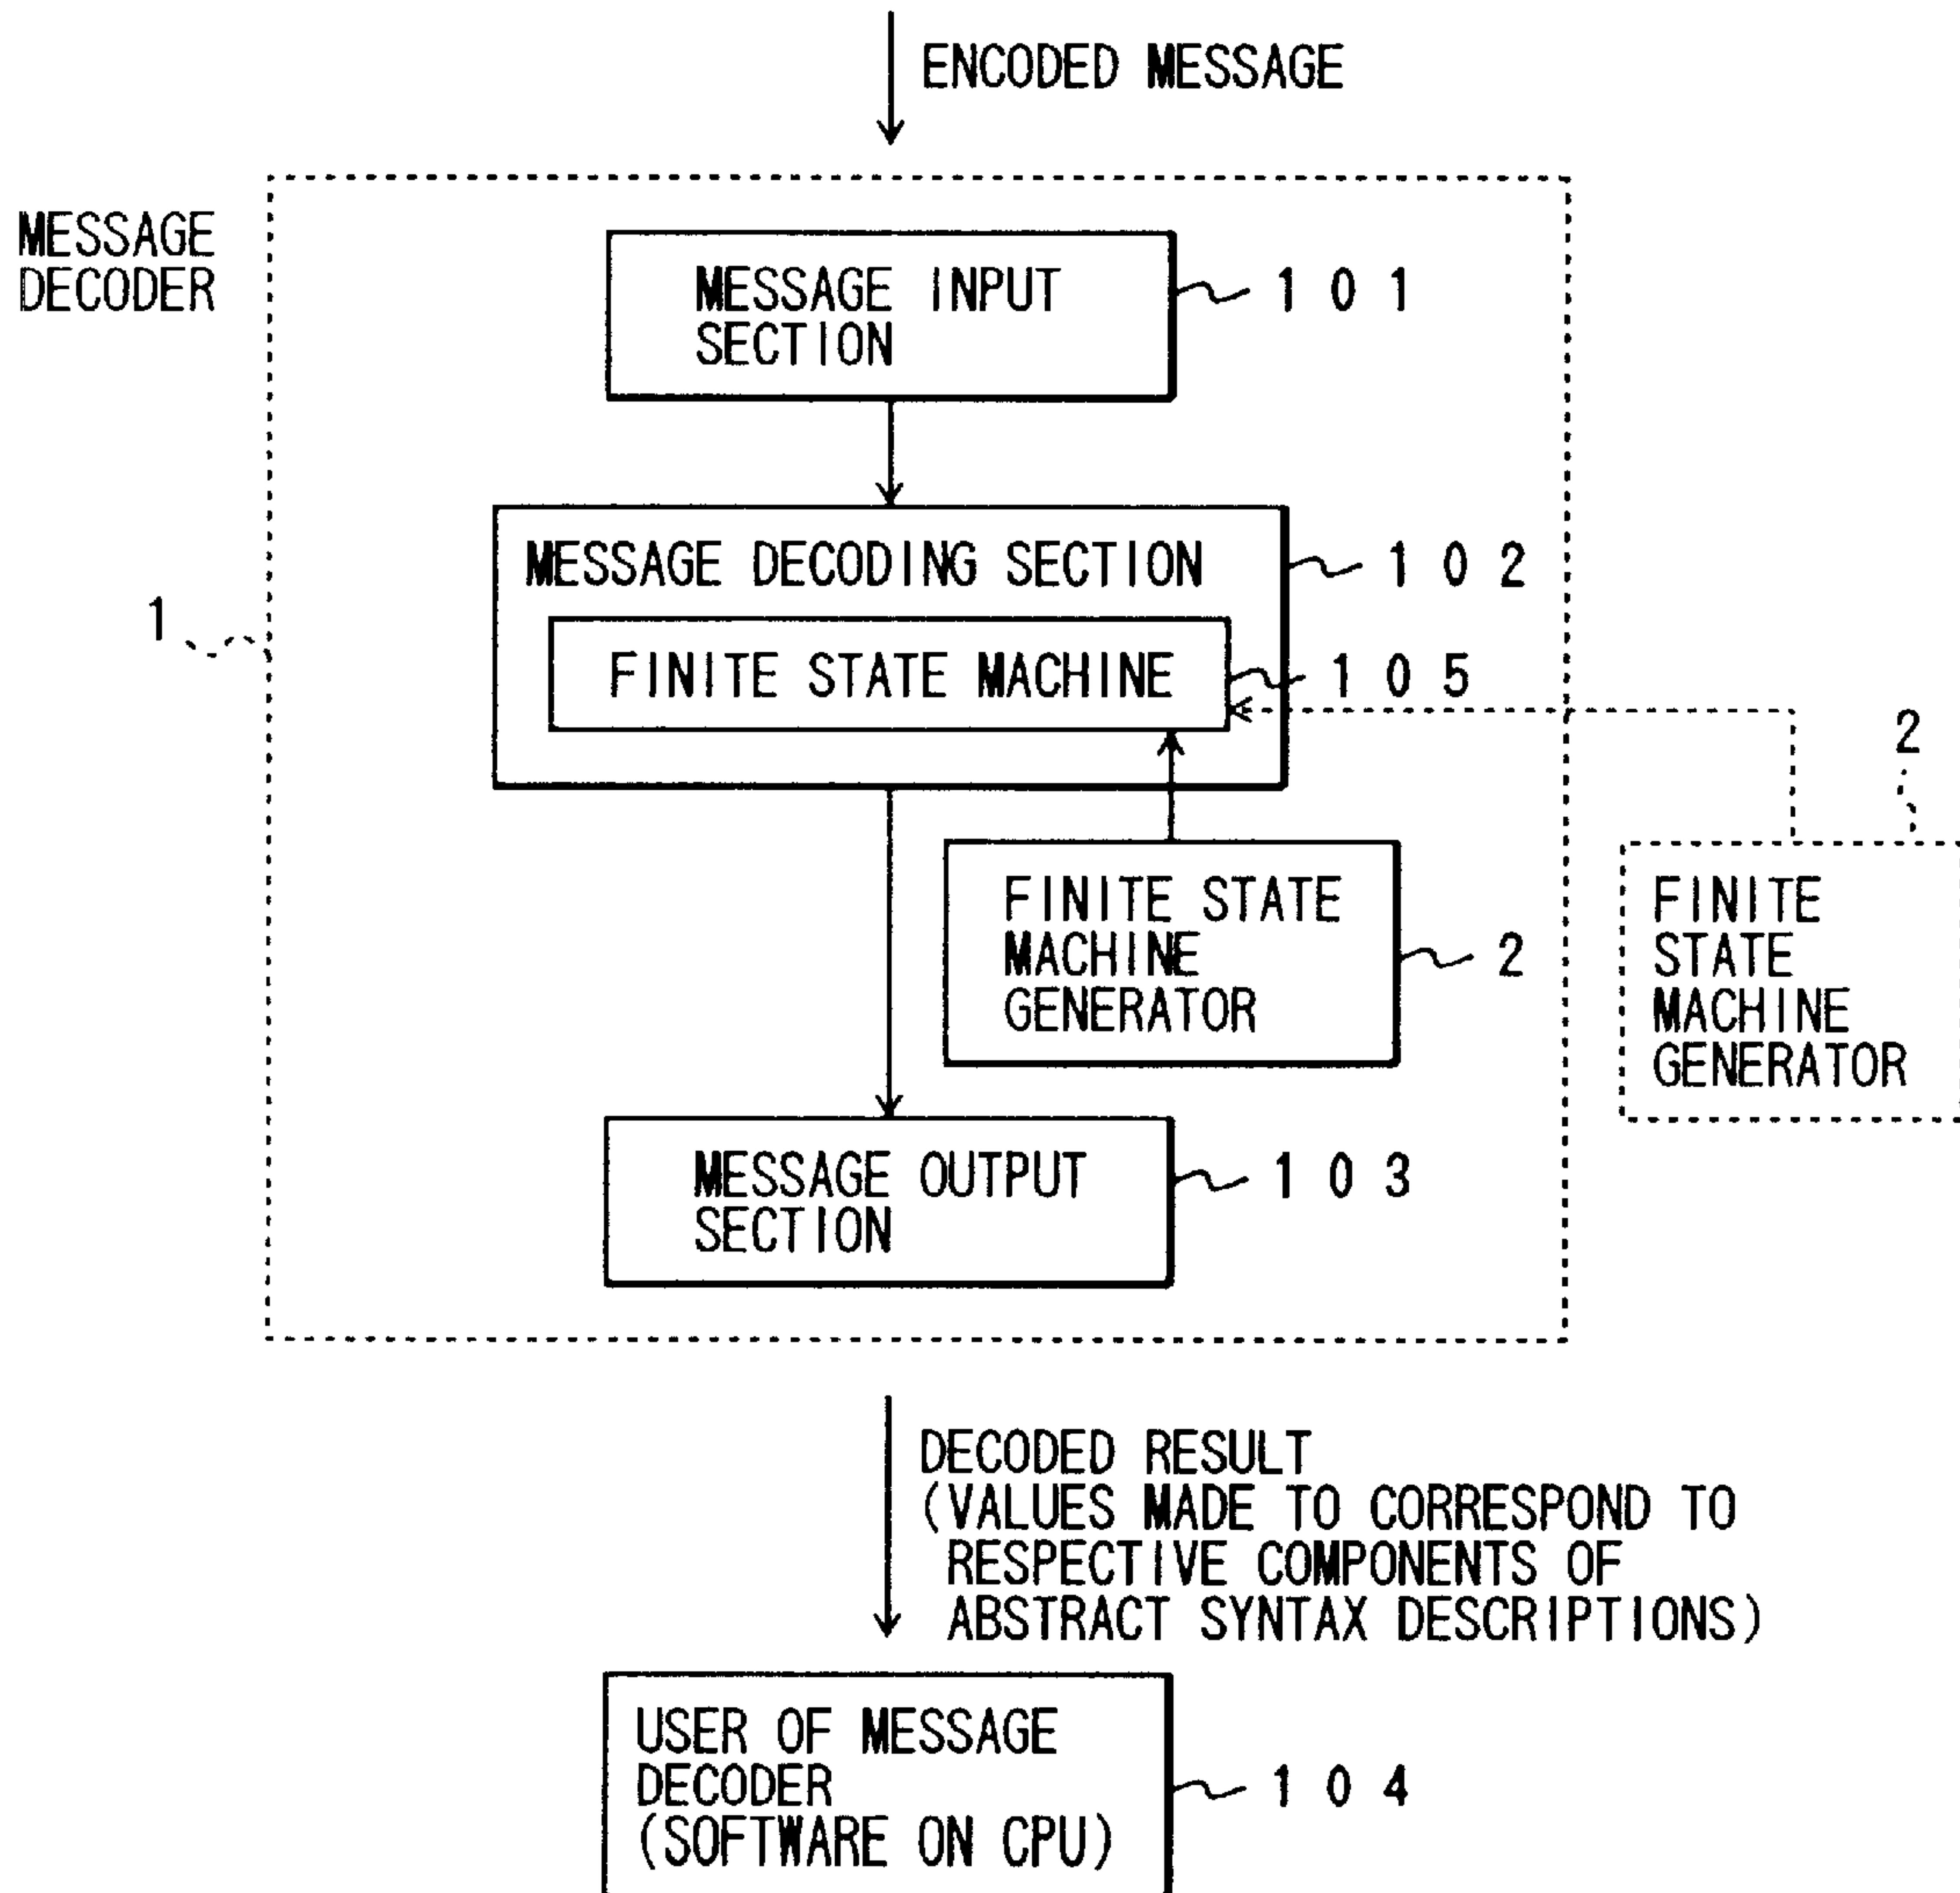 ENCODED MESSAGE
MESSAGE
DECODER
MESSAGE INPUT
SECTION
101
MESSAGE DECODING SECTION
102
1
FINITE STATE MACHINE
105
2
FINITE STATE
MACHINE
GENERATOR
2
FINITE
STATE
MACHINE
GENERATOR
MESSAGE OUTPUT
SECTION
103
DECODED RESULT
(VALUES MADE TO CORRESPOND TO
RESPECTIVE COMPONENTS OF
ABSTRACT SYNTAX DESCRIPTIONS)
USER OF MESSAGE
DECODER
(SOFTWARE ON CPU)
104